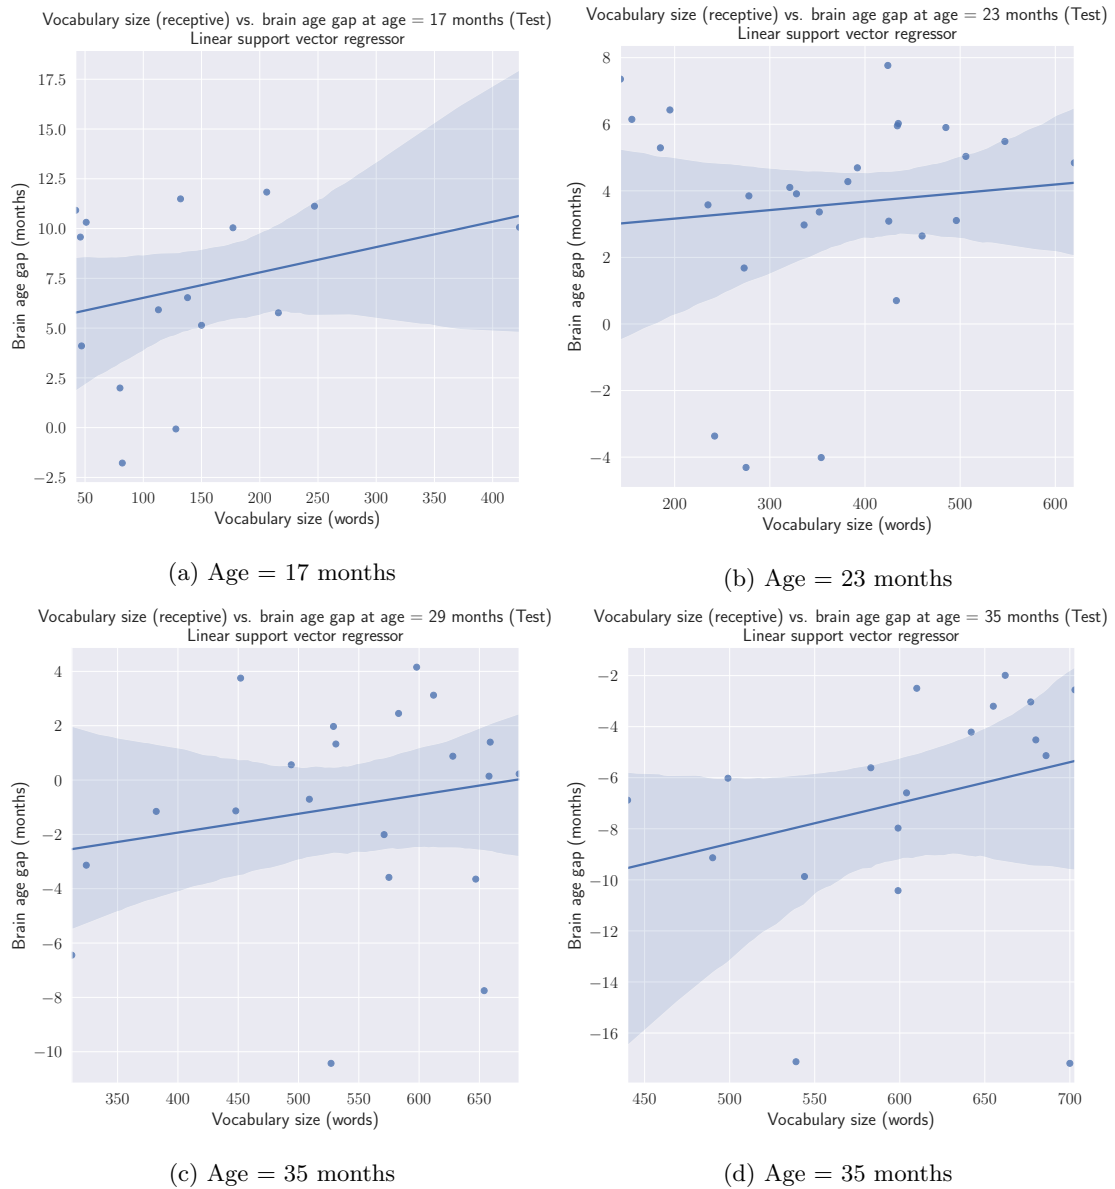 Vocabulary size (receptive) vs. brain age gap at age = 17 months (Test)
Linear support vector regressor
17.5
15.0
12.5
10.0
7.5
5.0
2.5
0.0
−2.5
Brain age gap (months)
50 100 150 200 250 300 350 400
Vocabulary size (words)
(a) Age = 17 months
Vocabulary size (receptive) vs. brain age gap at age = 23 months (Test)
Linear support vector regressor
8
6
4
2
0
−2
−4
Brain age gap (months)
200 300 400 500 600
Vocabulary size (words)
(b) Age = 23 months
Vocabulary size (receptive) vs. brain age gap at age = 29 months (Test)
Linear support vector regressor
4
2
0
−2
−4
−6
−8
−10
Brain age gap (months)
350 400 450 500 550 600 650
Vocabulary size (words)
(c) Age = 35 months
Vocabulary size (receptive) vs. brain age gap at age = 35 months (Test)
Linear support vector regressor
−2
−4
−6
−8
−10
−12
−14
−16
Brain age gap (months)
450 500 550 600 650 700
Vocabulary size (words)
(d) Age = 35 months